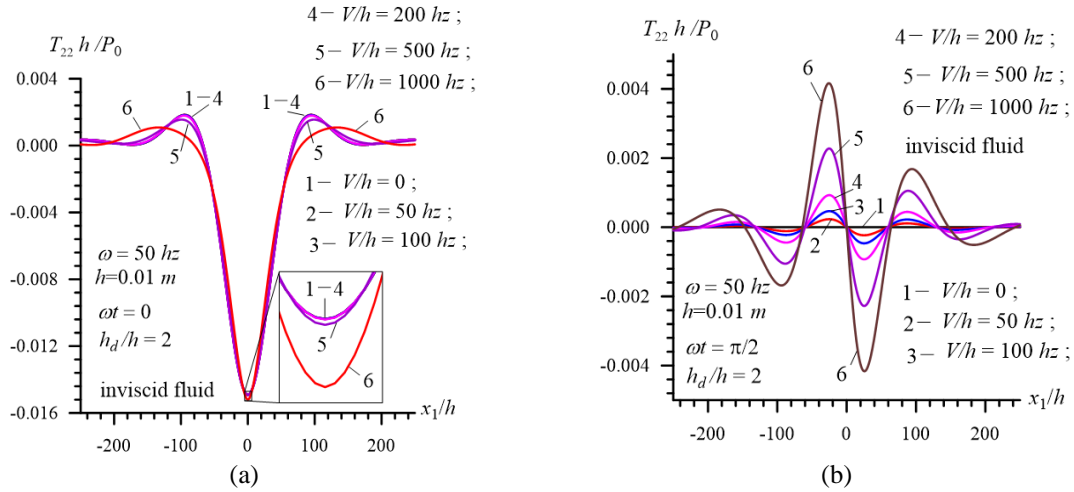 4– V/h = 200 hz ;
T₂₂ h /P₀
5– V/h = 500 hz ;
6– V/h = 1000 hz ;
0.004
6
1–4
1–4
6
0.000
5
5
1– V/h = 0 ;
2– V/h = 50 hz ;
3– V/h = 100 hz ;
-0.004
-0.008
ω = 50 hz
h=0.01 m
ωt = 0
h_d/h = 2
1–4
5
6
-0.012
inviscid fluid
-0.016
x₁/h
-200
-100
0
100
200
(a)
T₂₂ h /P₀
4– V/h = 200 hz ;
5– V/h = 500 hz ;
6– V/h = 1000 hz ;
inviscid fluid
6
0.004
5
0.002
4
3
1
0.000
2
-0.002
ω = 50 hz
h=0.01 m
ωt = π/2
h_d/h = 2
1– V/h = 0 ;
2– V/h = 50 hz ;
3– V/h = 100 hz ;
-0.004
6
x₁/h
-200
-100
0
100
200
(b)